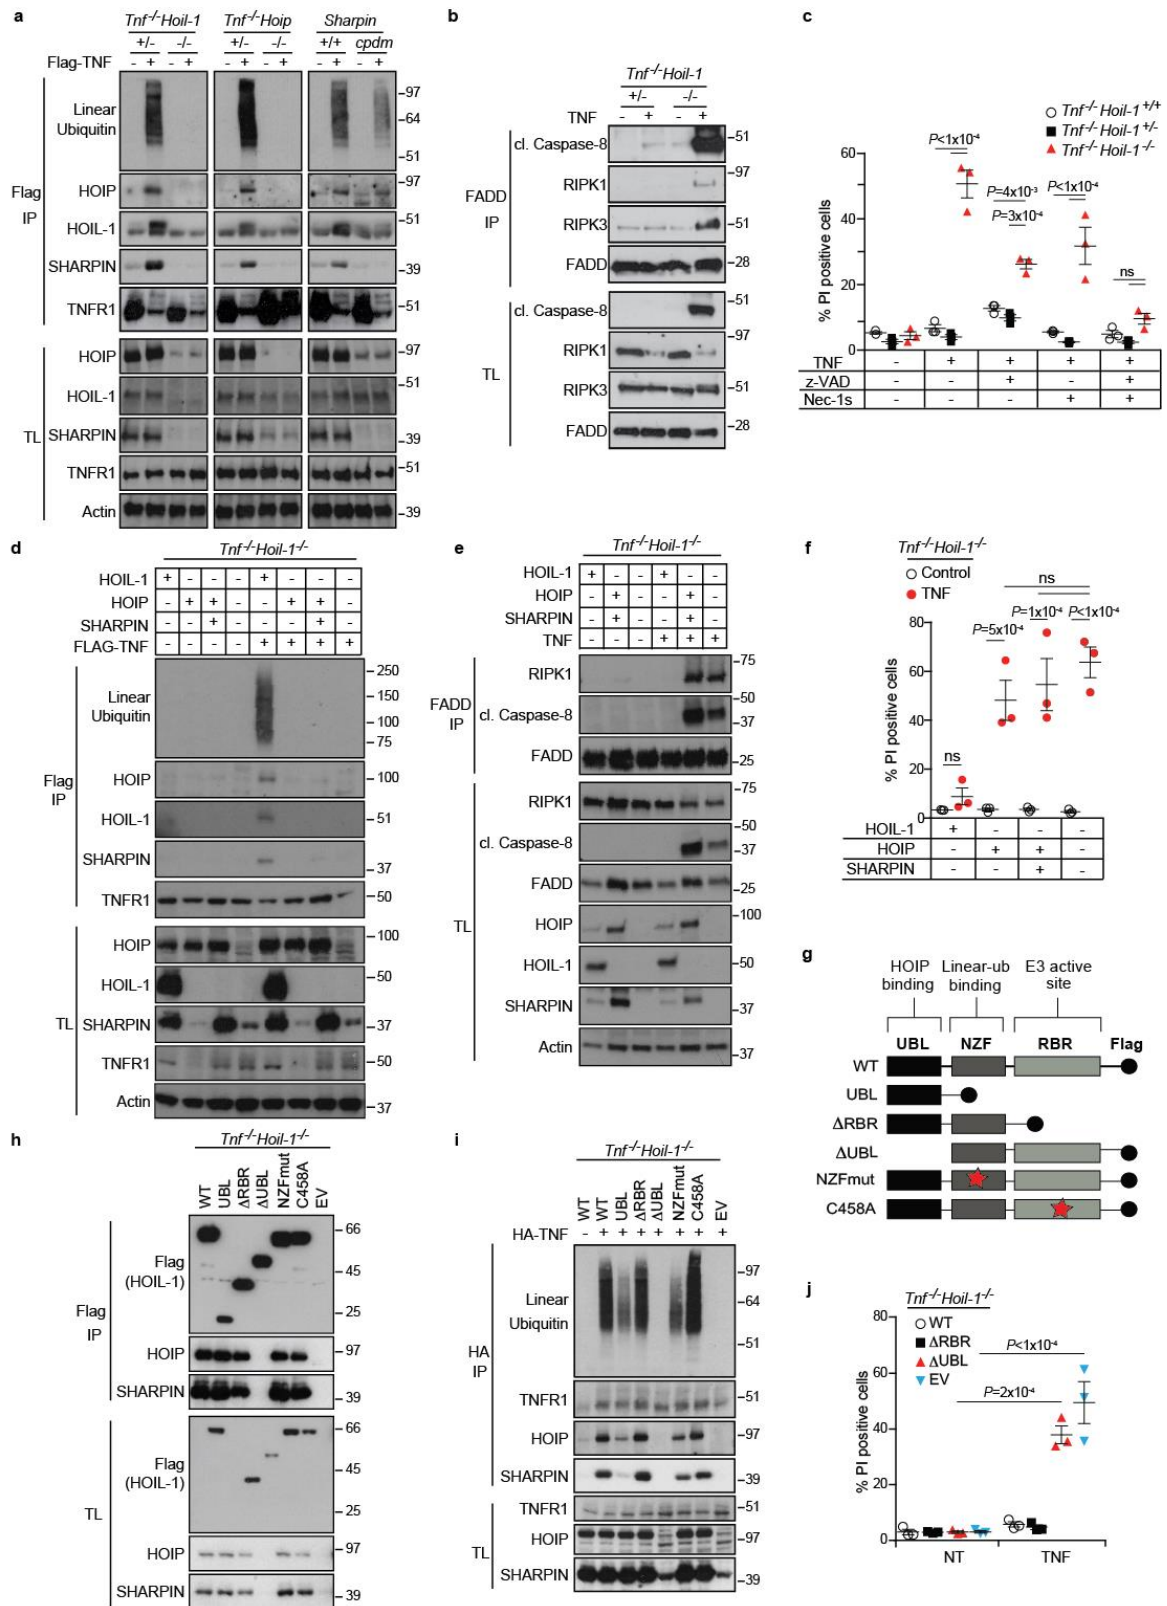 a
Tnf-/-Hoil-1 Tnf-/-Hoip Sharpin
+/- -/- +/- -/- +/+ cpdm
Flag-TNF - + - + - + - + - + - +
Flag IP
Linear Ubiquitin
97
64
51
HOIP
97
HOIL-1
51
SHARPIN
39
TNFR1
51
TL
HOIP
97
HOIL-1
51
SHARPIN
39
TNFR1
51
Actin
39
b
Tnf-/-Hoil-1
+/- -/-
TNF - + - +
FADD IP
cl. Caspase-8
51
RIPK1
97
RIPK3
51
FADD
28
TL
cl. Caspase-8
51
RIPK1
97
RIPK3
51
FADD
28
c
Tnf-/-Hoil-1+/+
Tnf-/-Hoil-1+/-
Tnf-/-Hoil-1-/-
% PI positive cells
60
40
20
0
P<1x10-4
P=4x10-3
P=3x10-4
P<1x10-4
ns
TNF - + + + +
z-VAD - - + - +
Nec-1s - - - + +
d
Tnf-/-Hoil-1-/-
HOIL-1 + - - - + - - -
HOIP - + + - - + + -
SHARPIN - - + - - - + -
FLAG-TNF - - - - + + + +
Flag IP
Linear Ubiquitin
250
150
100
75
HOIP
100
HOIL-1
51
SHARPIN
37
TNFR1
50
TL
HOIP
100
HOIL-1
50
SHARPIN
37
TNFR1
50
Actin
37
e
Tnf-/-Hoil-1-/-
HOIL-1 + - - + - -
HOIP - + - - + -
SHARPIN - + - - + -
TNF - - - + + +
FADD IP
RIPK1
75
cl. Caspase-8
50
37
FADD
25
TL
RIPK1
75
cl. Caspase-8
50
37
FADD
25
HOIP
100
HOIL-1
50
SHARPIN
37
Actin
37
f
Tnf-/-Hoil-1-/-
Control
TNF
% PI positive cells
80
60
40
20
0
ns
P=5x10-4
P=1x10-4
P<1x10-4
ns
HOIL-1 + - - -
HOIP - + + -
SHARPIN - - + -
g
HOIP binding
Linear-ub binding
E3 active site
UBL NZF RBR Flag
WT
UBL
ΔRBR
ΔUBL
NZFmut
C458A
h
Tnf-/-Hoil-1-/-
WT UBL ΔRBR ΔUBL NZFmut C458A EV
Flag IP
Flag (HOIL-1)
66
45
25
HOIP
97
SHARPIN
39
TL
Flag (HOIL-1)
66
45
25
HOIP
97
SHARPIN
39
i
Tnf-/-Hoil-1-/-
WT WT UBL ΔRBR ΔUBL NZFmut C458A EV
HA-TNF - + + + + + + +
HA IP
Linear Ubiquitin
97
64
51
TNFR1
51
HOIP
97
SHARPIN
39
TL
TNFR1
51
HOIP
97
SHARPIN
39
j
Tnf-/-Hoil-1-/-
WT
ΔRBR
ΔUBL
EV
% PI positive cells
80
60
40
20
0
P<1x10-4
P=2x10-4
NT TNF